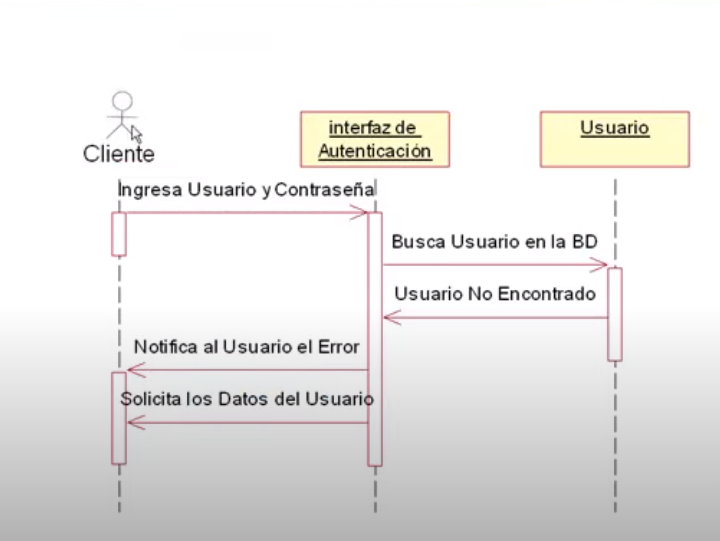 Cliente
interfaz de
Autenticación
Usuario
Ingresa Usuario y Contraseña
Busca Usuario en la BD
Usuario No Encontrado
Notifica al Usuario el Error
Solicita los Datos del Usuario